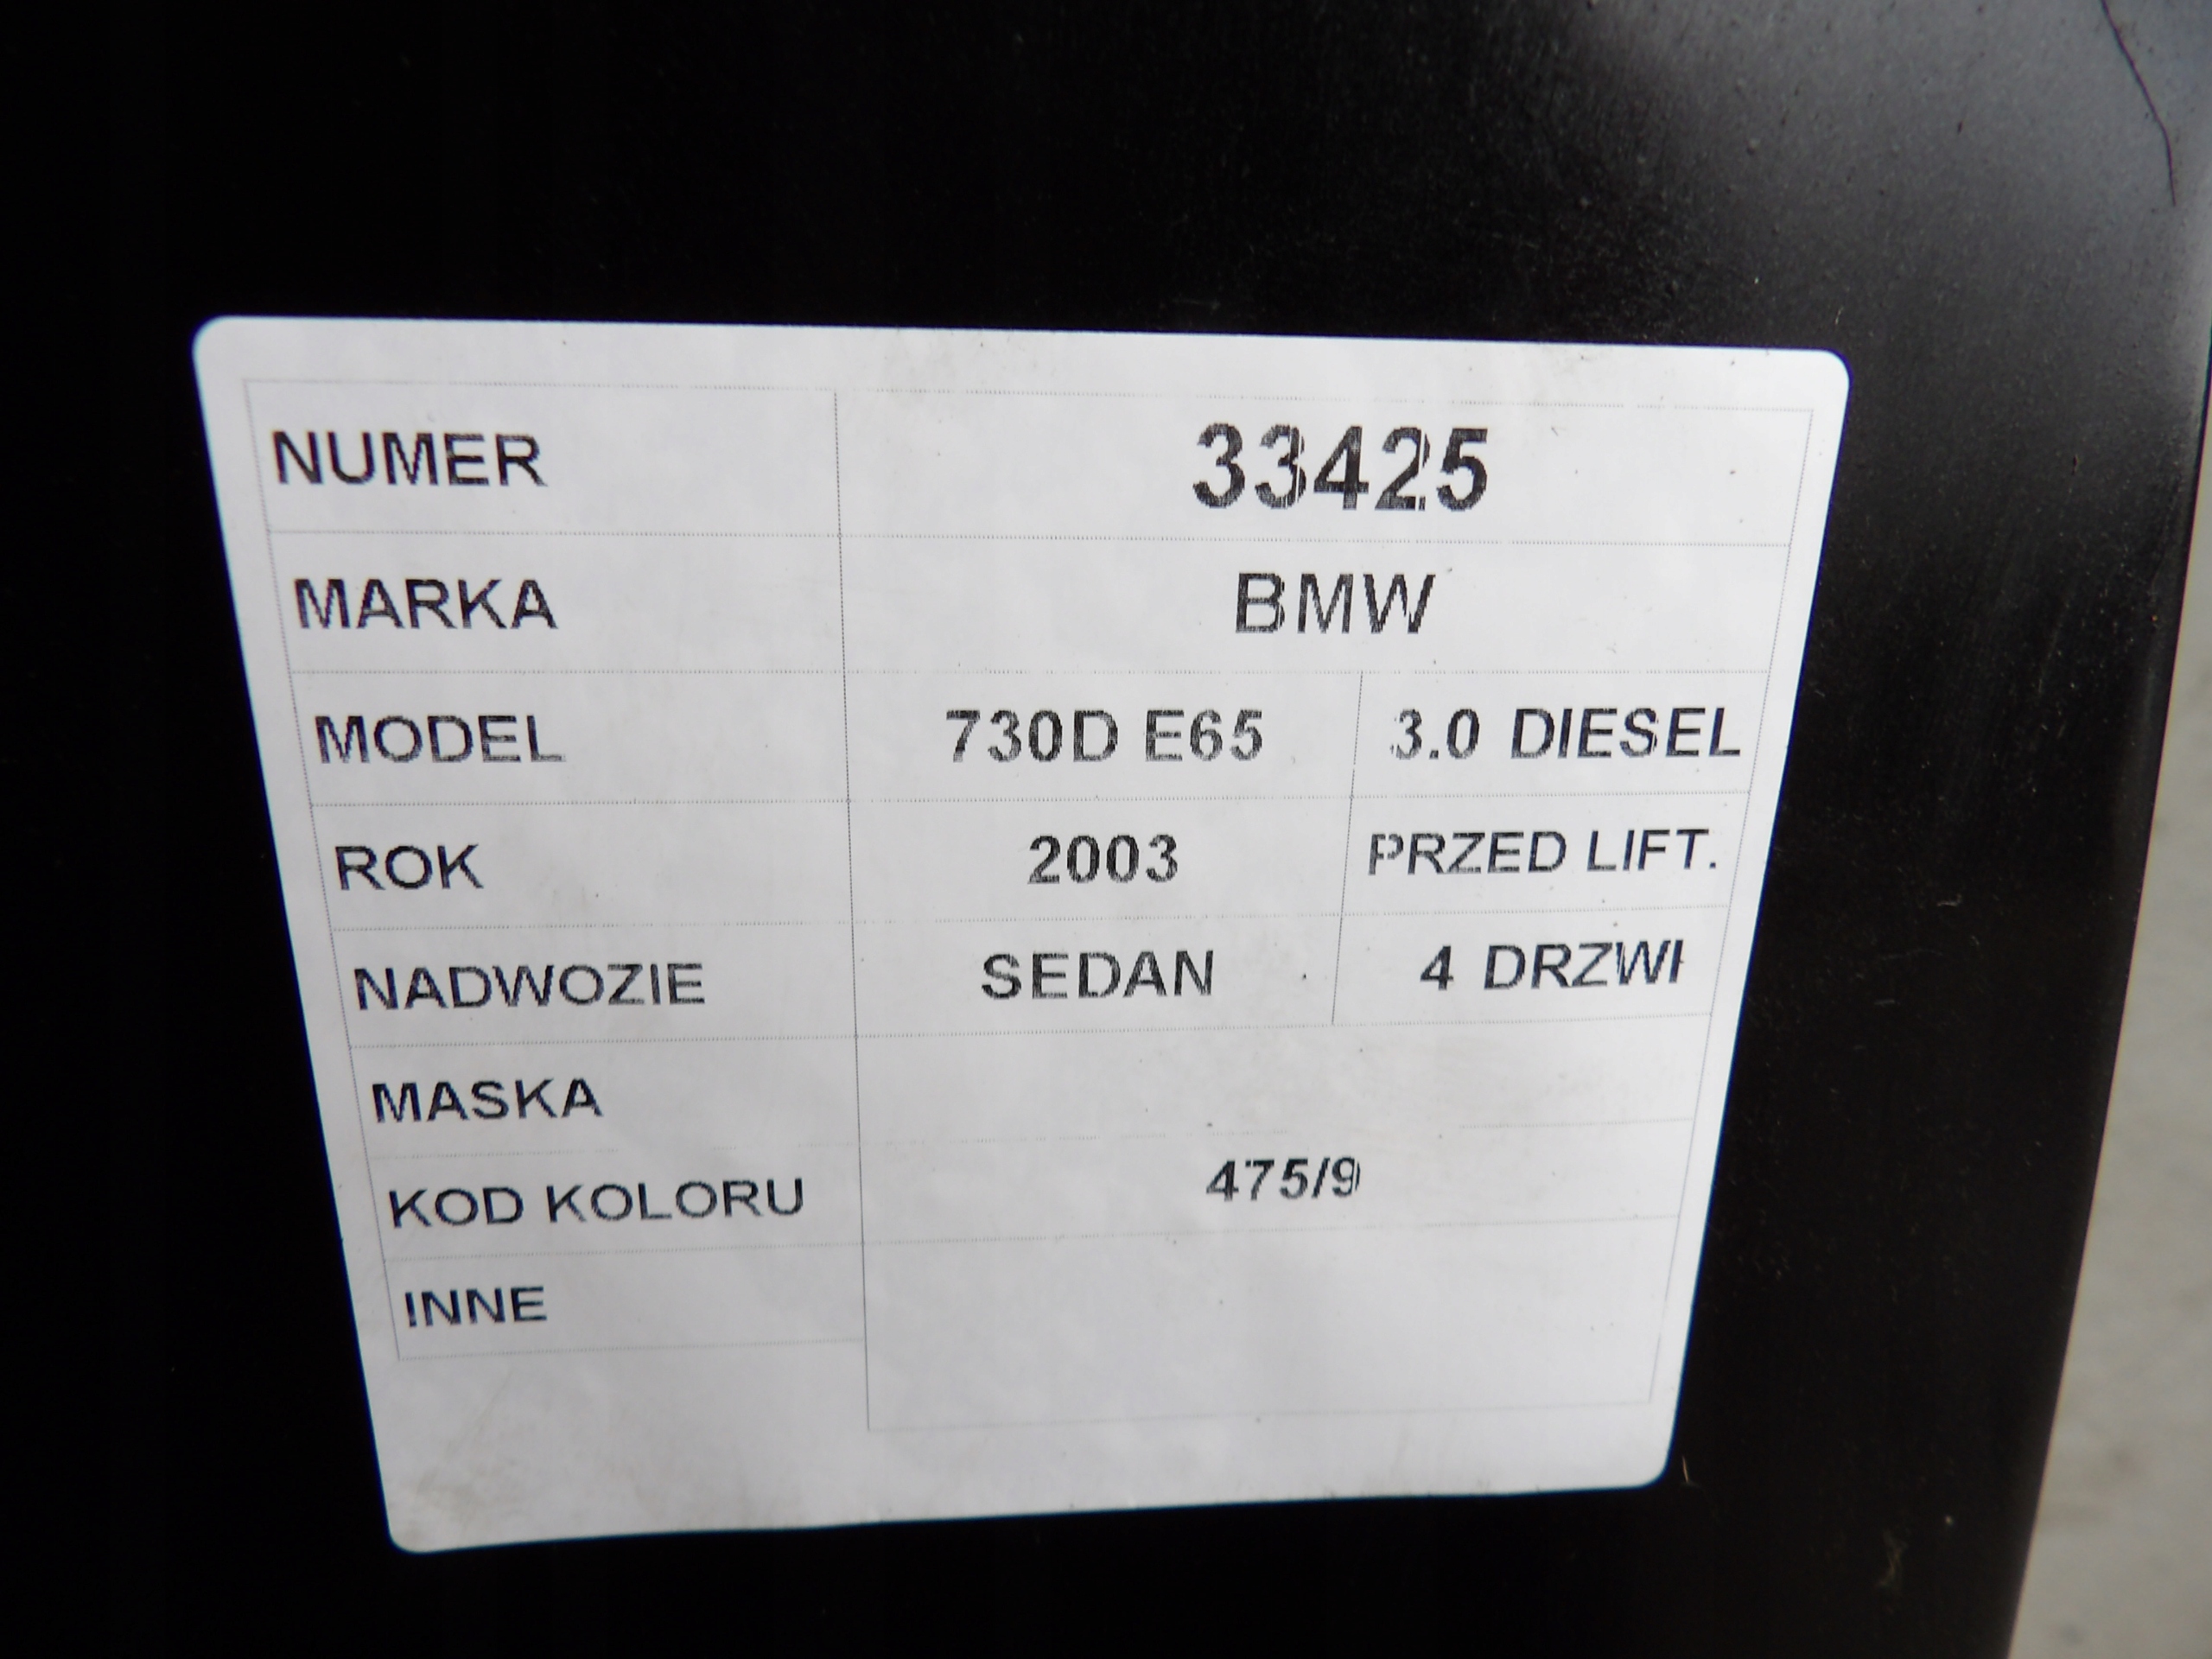 NUMER 33425
MARKA BMW
MODEL 730D E65 3.0 DIESEL
ROK 2003 PRZED LIFT.
NADWOZIE SEDAN 4 DRZWI
MASKA
KOD KOLORU 475/9
INNE